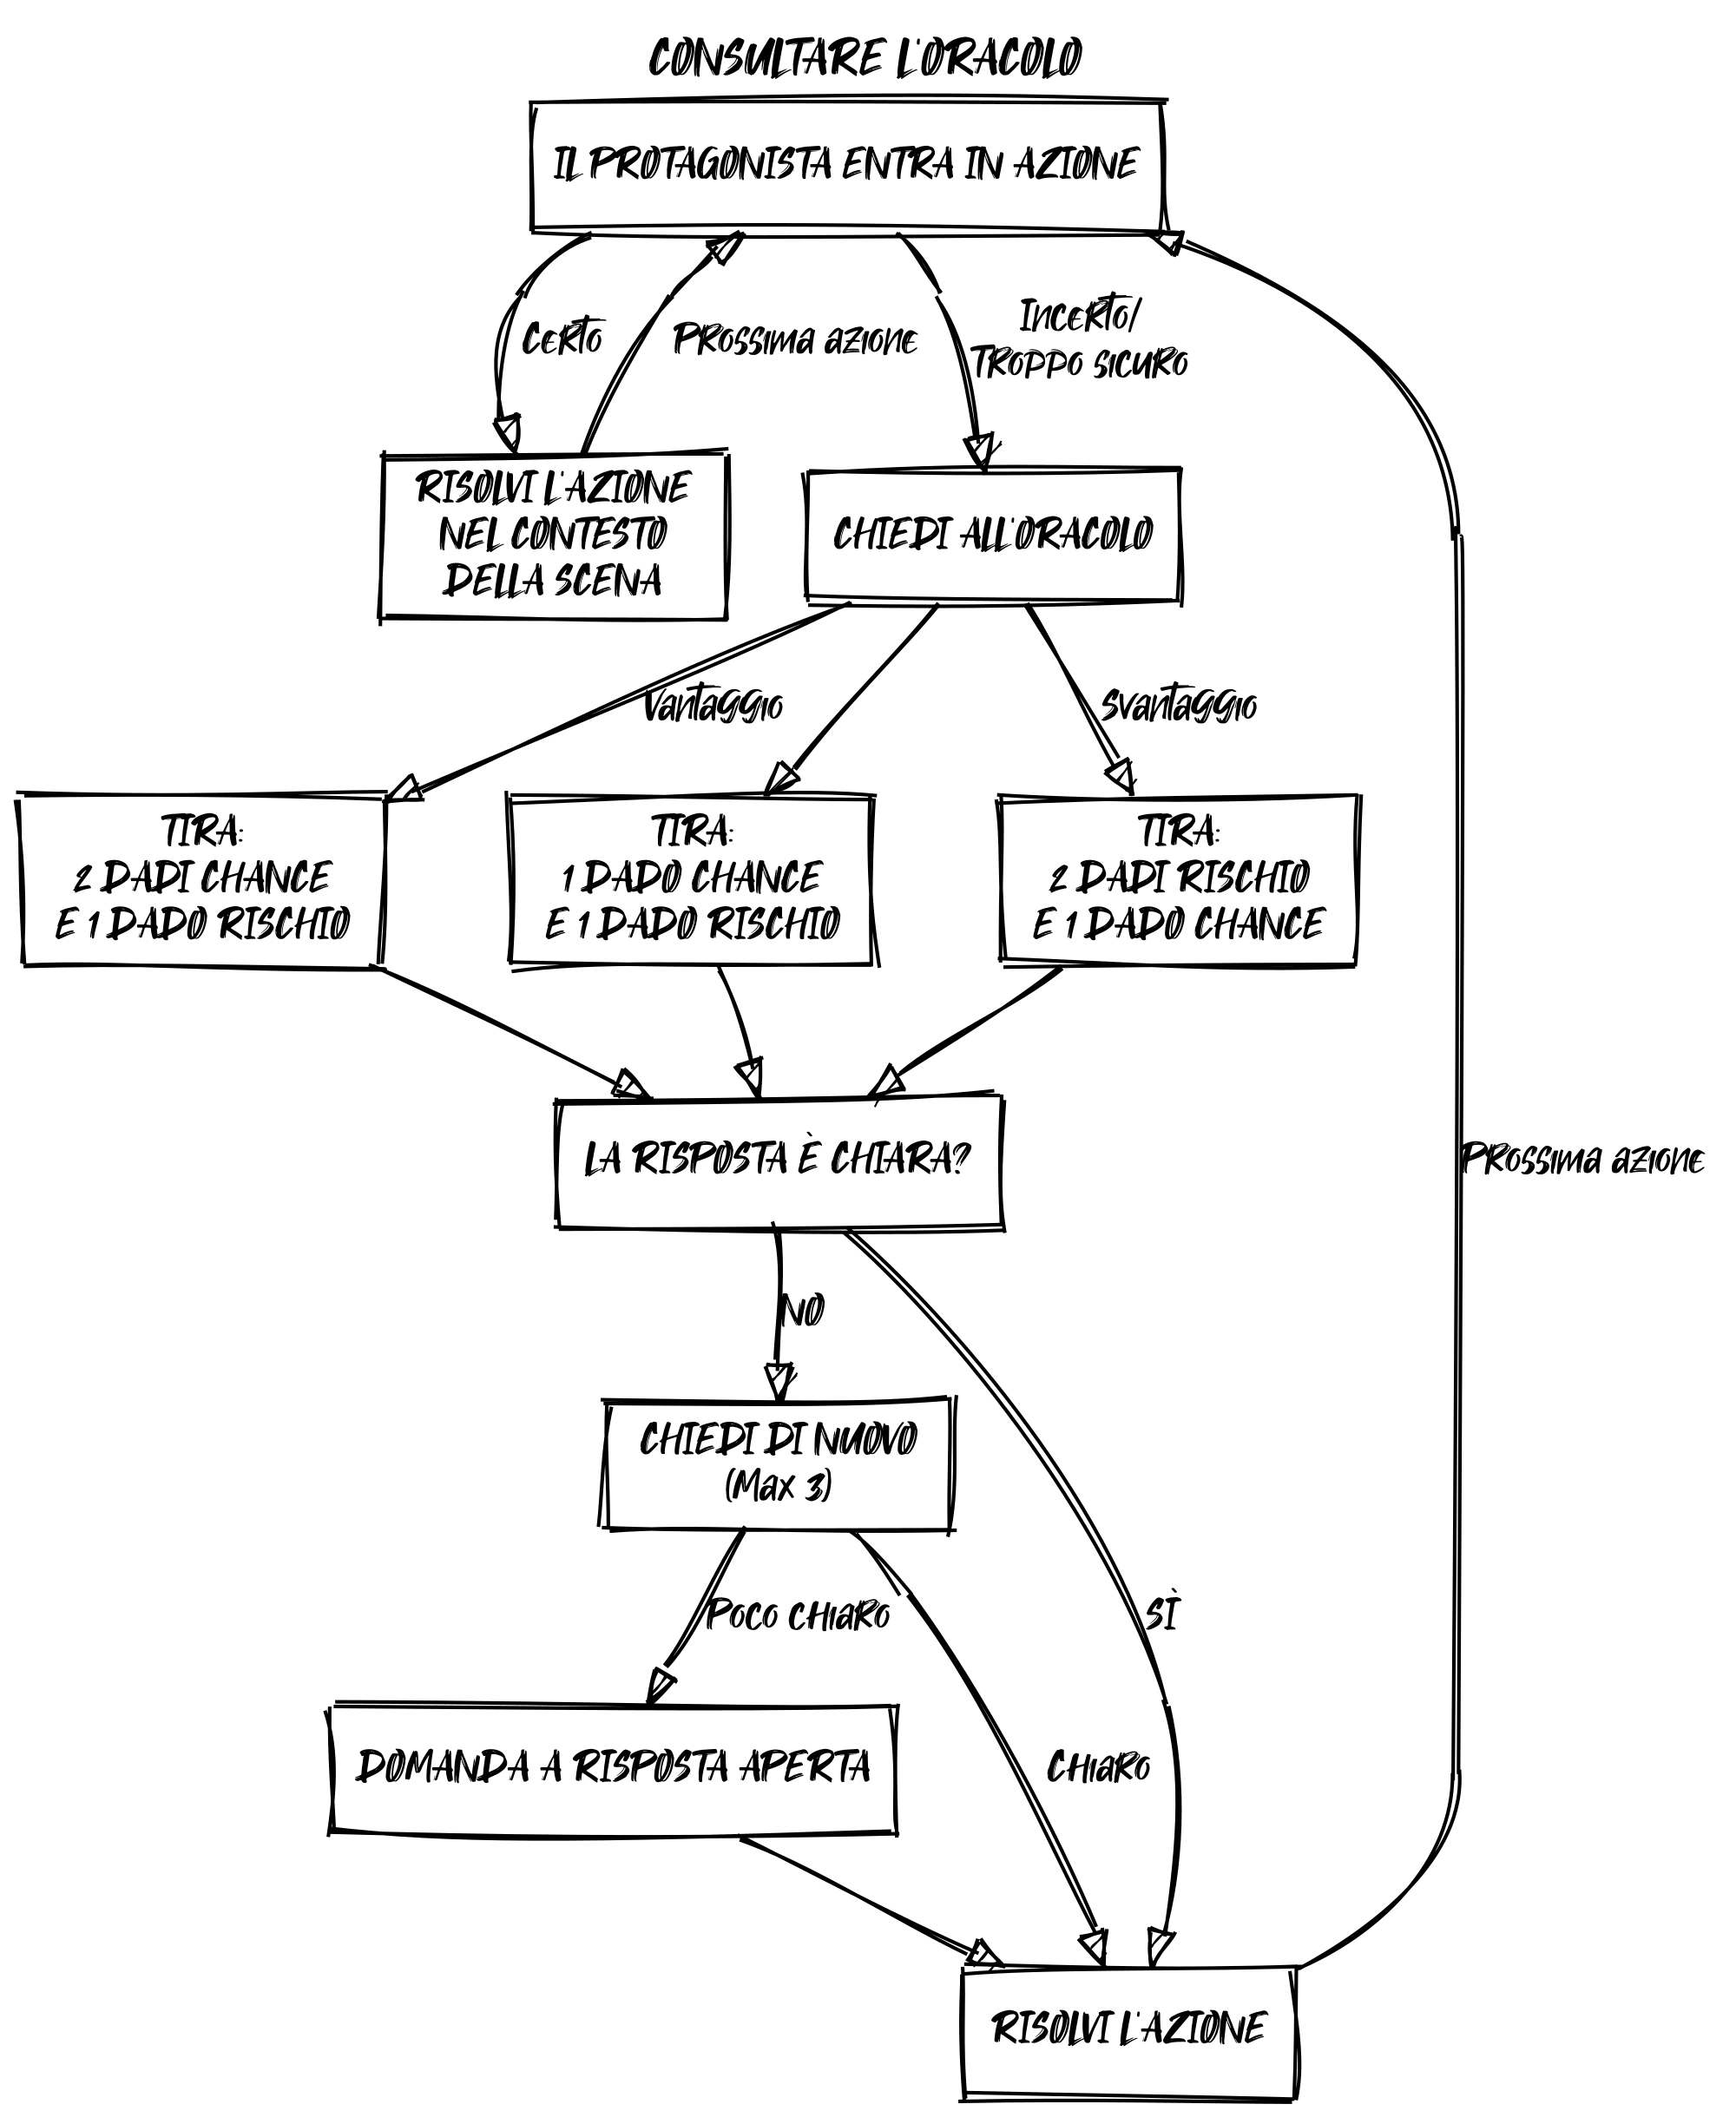 CONSULTARE L'ORACOLO
IL PROTAGONISTA ENTRA IN AZIONE
Certo
Prossima azione
Incerto/
Troppo sicuro
RISOLVI L'AZIONE
NEL CONTESTO
DELLA SCENA
CHIEDI ALL'ORACOLO
Vantaggio
svantaggio
TIRA:
2 DADI CHANCE
E 1 DADO RISCHIO
TIRA:
1 DADO CHANCE
E 1 DADO RISCHIO
TIRA:
2 DADI RISCHIO
E 1 DADO CHANCE
LA RISPOSTA È CHIARA?
Prossima azione
NO
CHIEDI DI NUOVO
(Max 3)
Poco chiaro
SÌ
DOMANDA A RISPOSTA APERTA
Chiaro
RISOLVI L'AZIONE